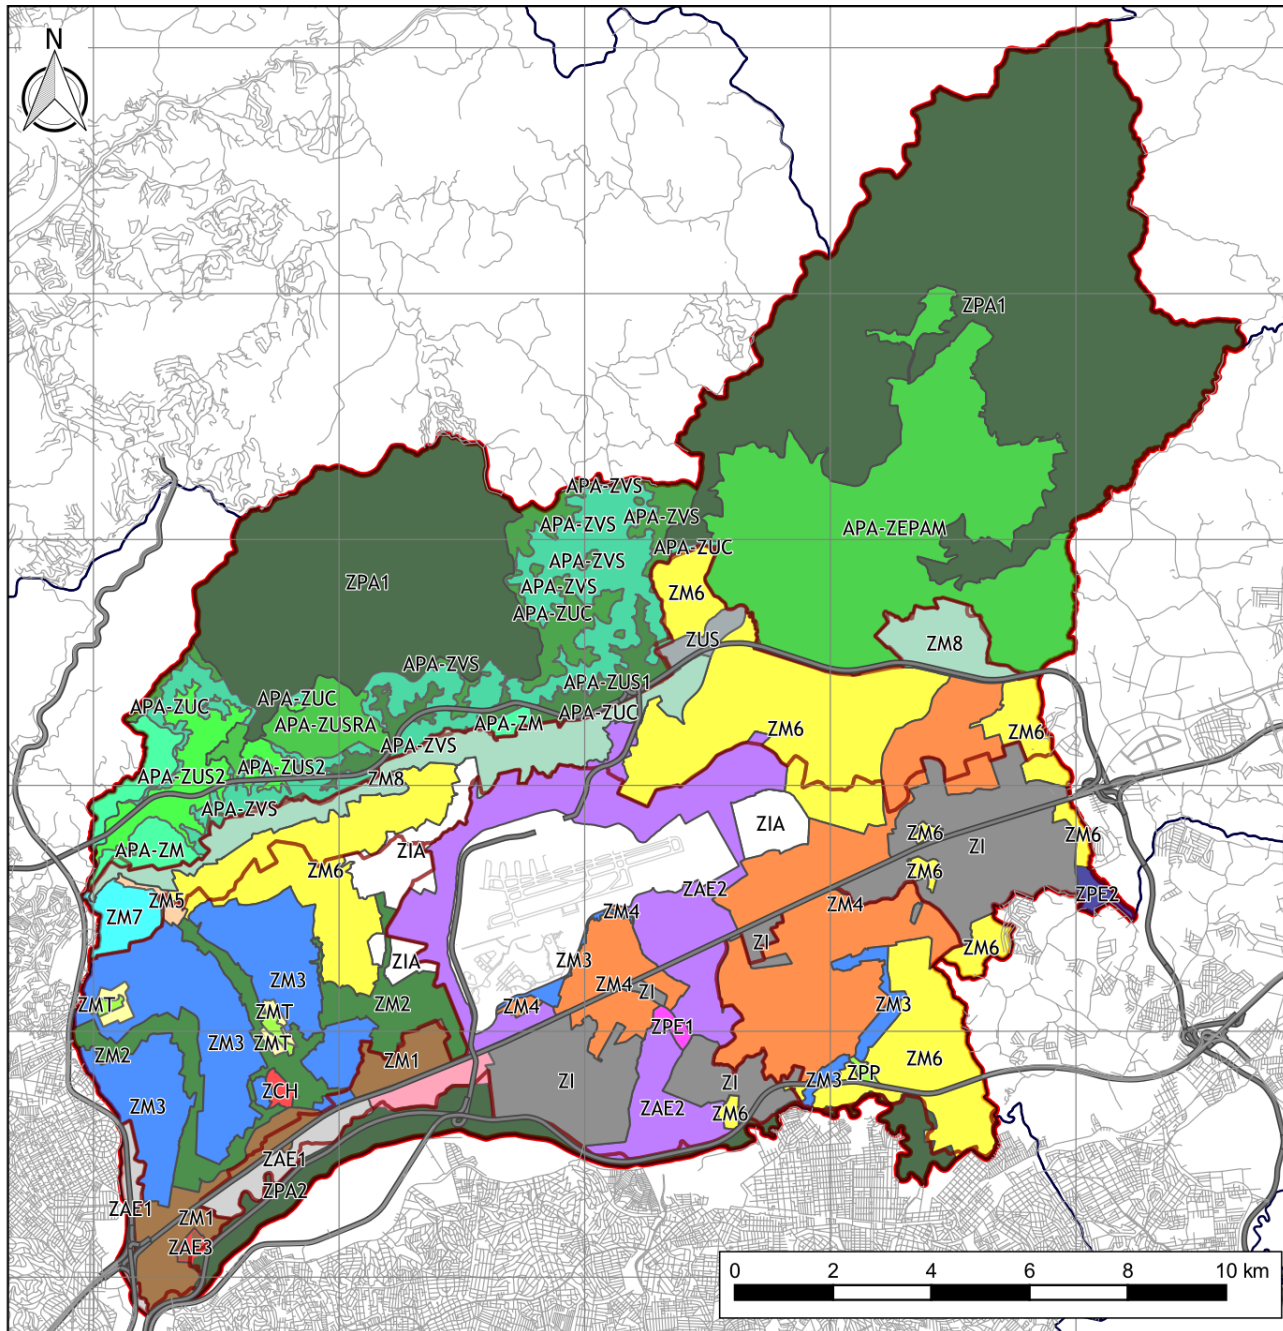 N
ZPA1
APA-ZVS
APA-ZVS
APA-ZVS
APA-ZEPAM
APA-ZUC
APA-ZVS
ZPA1
APA-ZVS
ZM6
APA-ZUC
ZUS
ZM8
APA-ZVS
APA-ZUS1
APA-ZUC
APA-ZUC
APA-ZUC
APA-ZUSRA
APA-ZM
ZM6
ZM6
APA-ZVS
APA-ZUS2
APA-ZUS2
ZM8
APA-ZVS
ZIA
ZM6
ZM6
APA-ZM
ZIA
ZI
ZM6
ZM6
ZAE2
ZM5
ZM4
ZPE2
ZM7
ZM4
ZI
ZM6
ZIA
ZM3
ZM3
ZM4
ZI
ZMT
ZMT
ZM2
ZM4
ZM3
ZPE1
ZM2
ZM3
ZMT
ZM1
ZM6
ZPP
ZM3
ZCH
ZI
ZI
ZM3
ZAE2
ZM6
ZAE1
ZPA2
ZAE1
ZM1
ZAE3
0 2 4 6 8 10 km